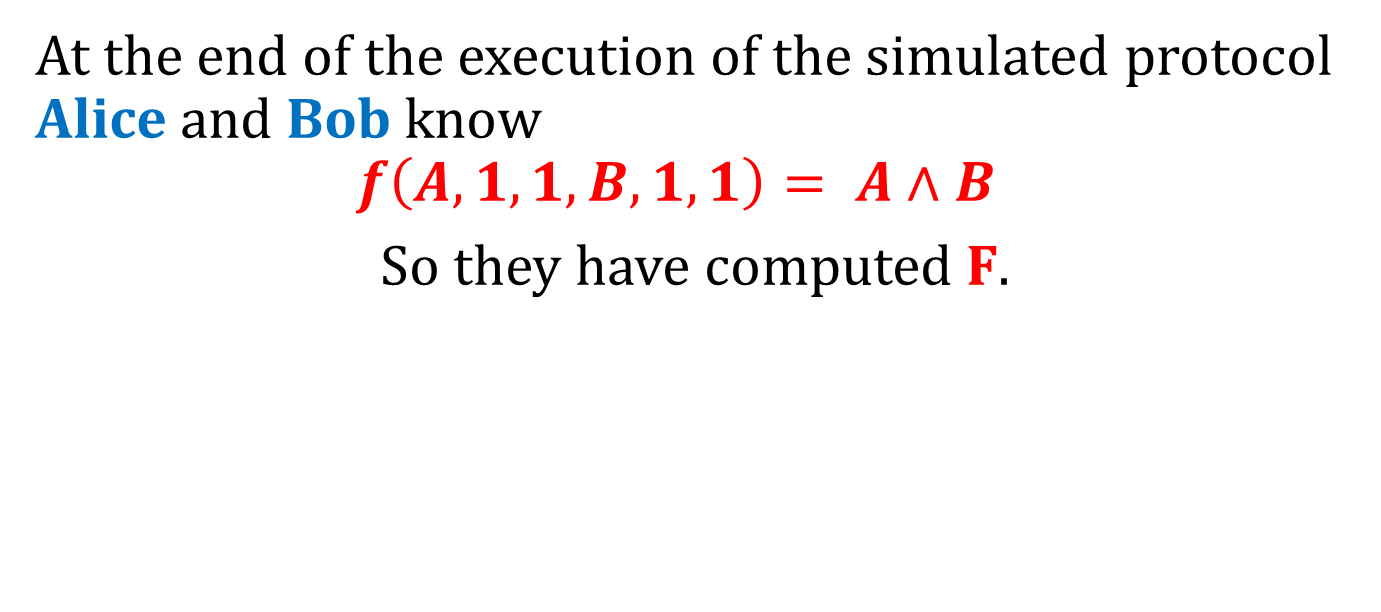 At the end of the execution of the simulated protocol
Alice and Bob know
f(A, 1, 1, B, 1, 1) = A ∧ B
So they have computed F.